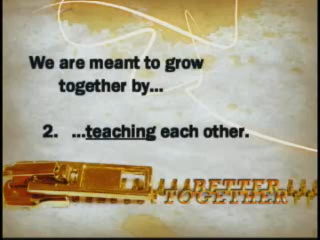 We are meant to grow
together by...
2. ...teaching each other.
BETTER
TOGETHER